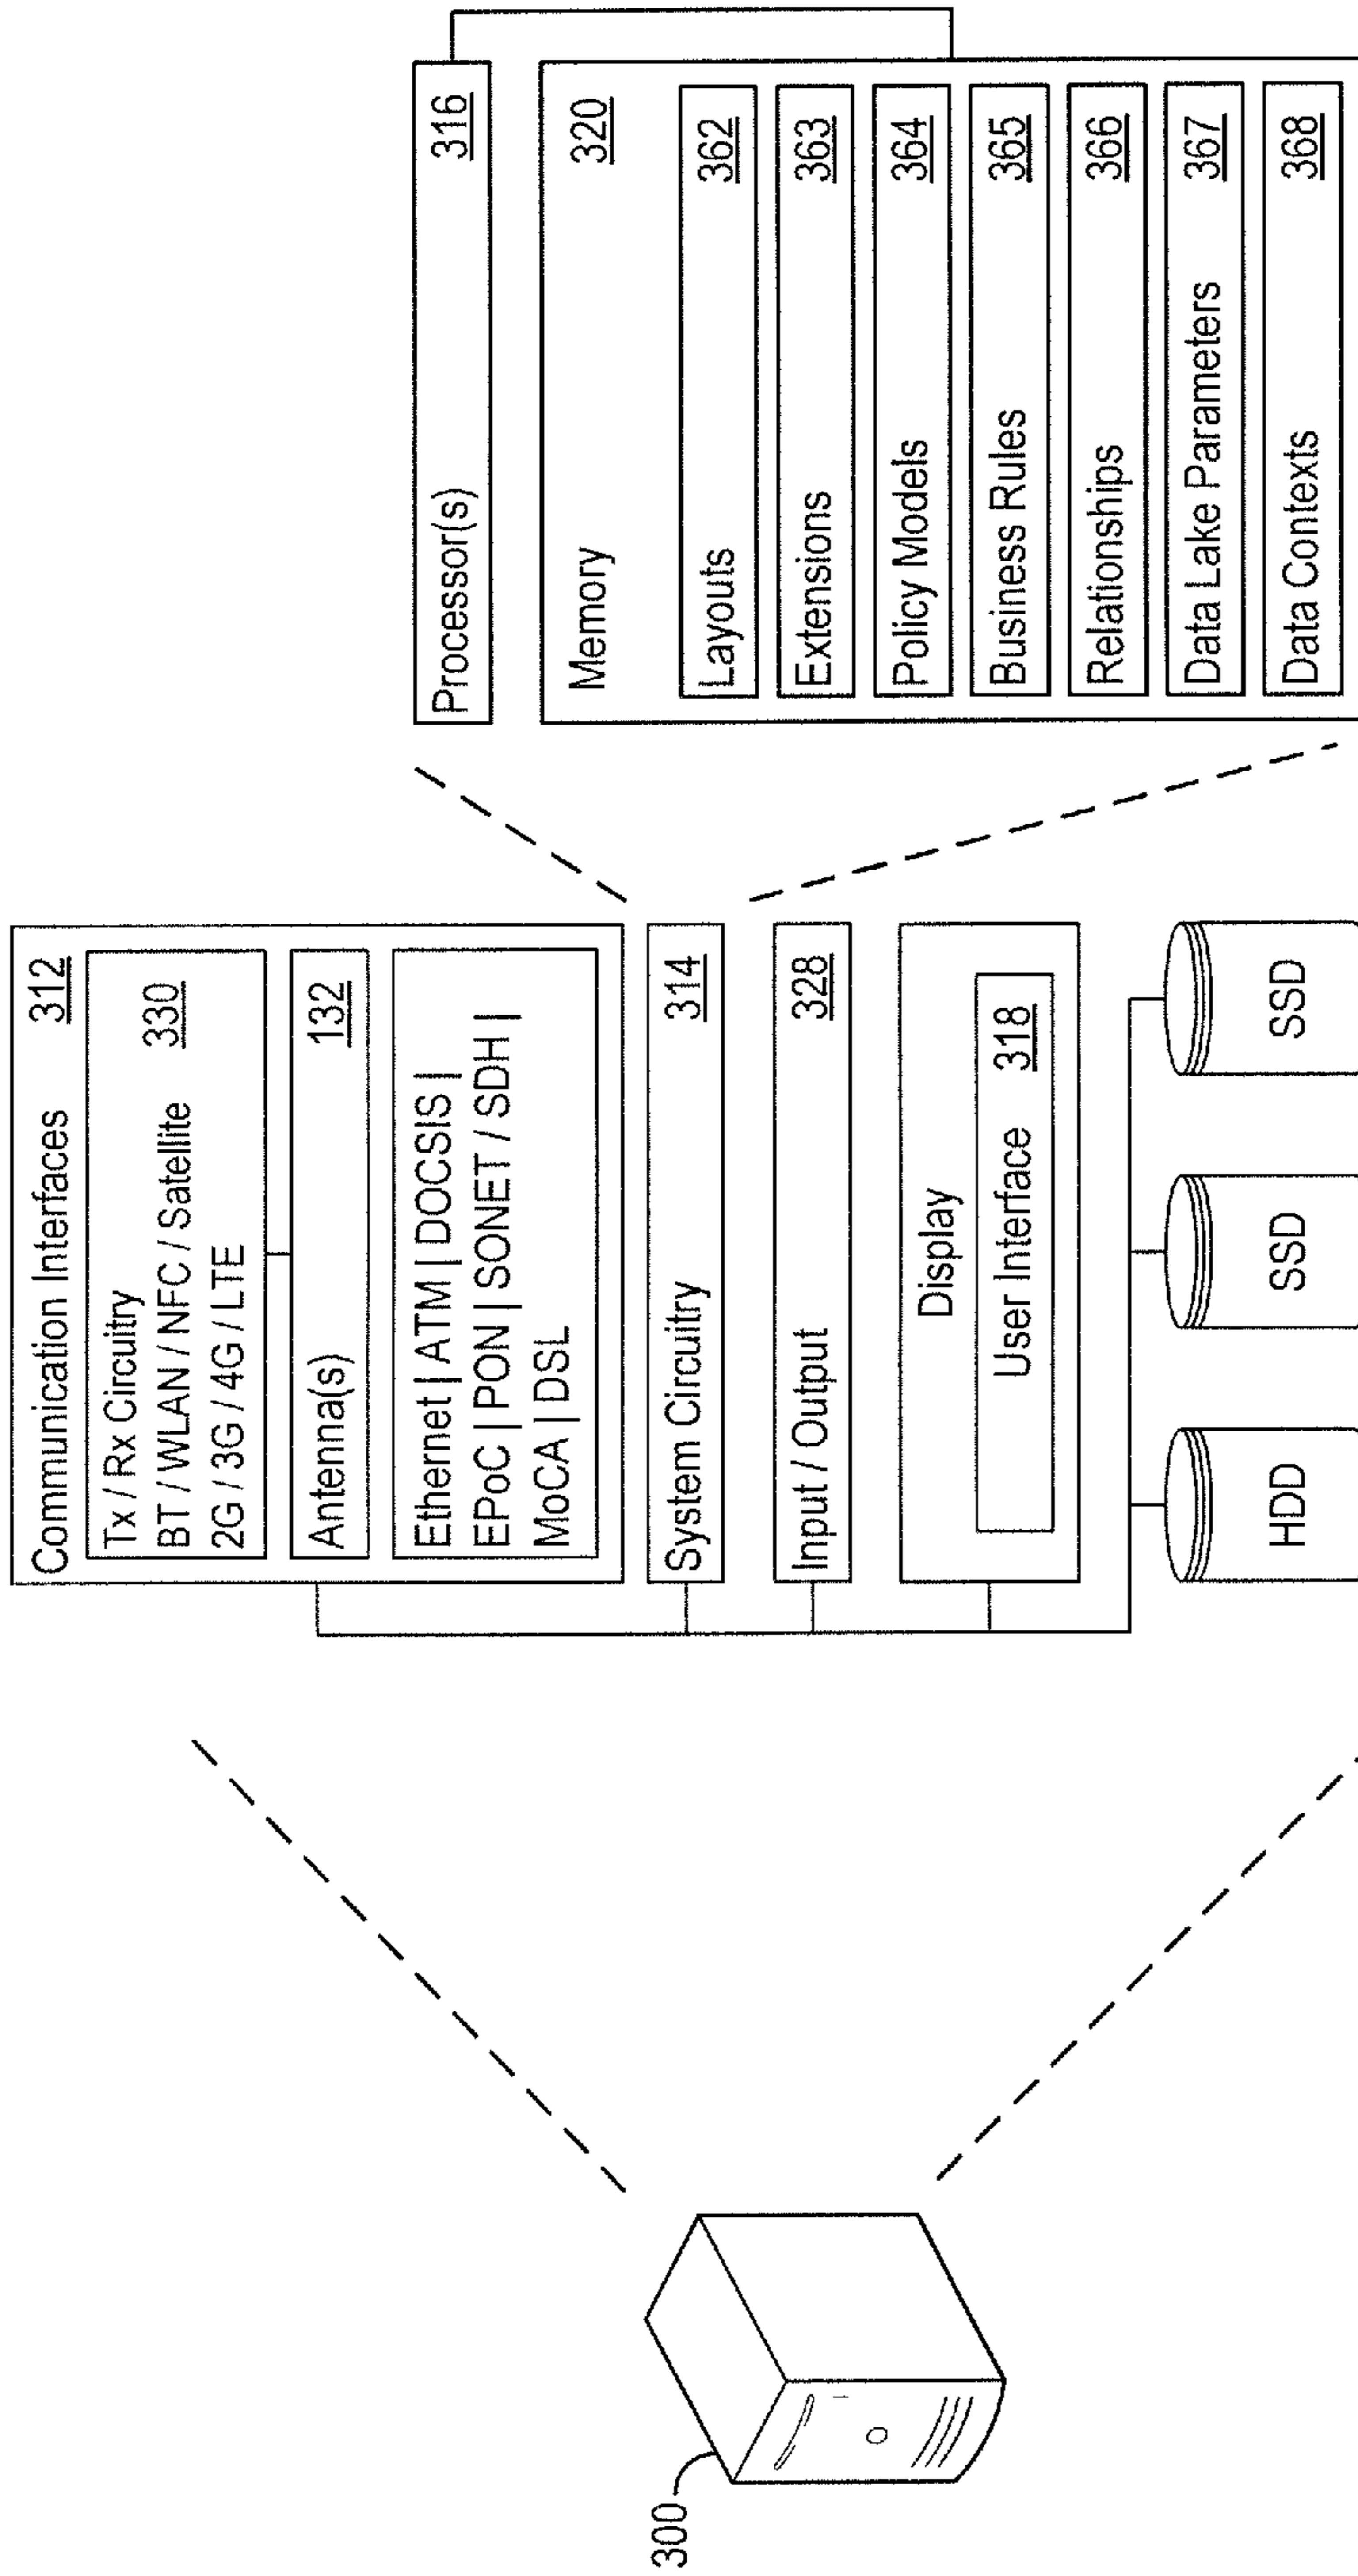 300
Communication Interfaces 312
Tx / Rx Circuitry
BT / WLAN / NFC / Satellite 330
2G / 3G / 4G / LTE
Antenna(s) 132
Ethernet | ATM | DOCSIS |
EPoC | PON | SONET / SDH |
MoCA | DSL
System Circuitry 314
Input / Output 328
Display
User Interface 318
HDD
SSD
SSD
Processor(s) 316
Memory 320
Layouts 362
Extensions 363
Policy Models 364
Business Rules 365
Relationships 366
Data Lake Parameters 367
Data Contexts 368